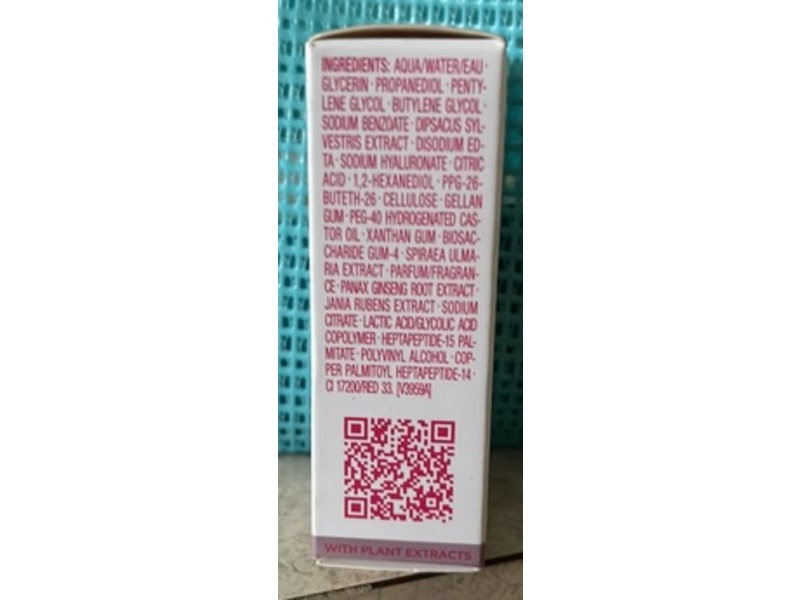 INGREDIENTS: AQUA/WATER/EAU ·
GLYCERIN · PROPANEDIOL · PENTY-
LENE GLYCOL · BUTYLENE GLYCOL ·
SODIUM BENZOATE · DIPSACUS SYL-
VESTRIS EXTRACT · DISODIUM ED-
TA · SODIUM HYALURONATE · CITRIC
ACID · 1,2-HEXANEDIOL · PPG-26-
BUTETH-26 · CELLULOSE · GELLAN
GUM · PEG-40 HYDROGENATED CAS-
TOR OIL · XANTHAN GUM · BIOSAC-
CHARIDE GUM-4 · SPIRAEA ULMA-
RIA EXTRACT · PARFUM/FRAGRAN-
CE · PANAX GINSENG ROOT EXTRACT ·
JANIA RUBENS EXTRACT · SODIUM
CITRATE · LACTIC ACID/GLYCOLIC ACID
COPOLYMER · HEPTAPEPTIDE-15 PAL-
MITATE · POLYVINYL ALCOHOL · COP-
PER PALMITOYL HEPTAPEPTIDE-14 ·
CI 17200/RED 33. [V3959A]
WITH PLANT EXTRACTS